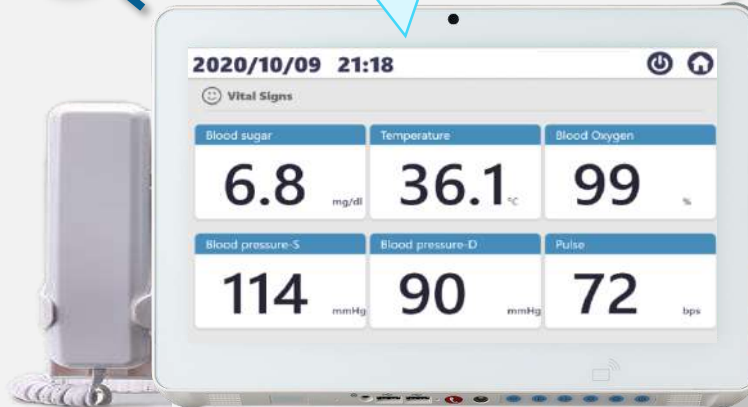 2020/10/09 21:18
Vital Signs
Blood sugar Temperature Blood Oxygen
6.8 mg/dl 36.1 °C 99 %
Blood pressure-S Blood pressure-D Pulse
114 mmHg 90 mmHg 72 bps